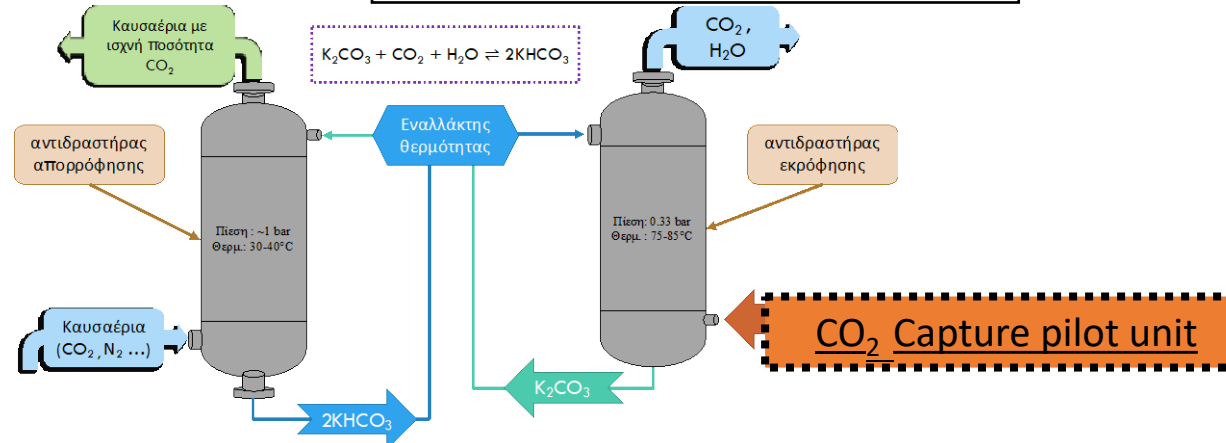 Καυσαέρια με
ισχνή ποσότητα
CO₂
K₂CO₃ + CO₂ + H₂O ⇌ 2KHCO₃
CO₂ ,
H₂O
αντιδραστήρας
απορρόφησης
Εναλλάκτης
θερμότητας
αντιδραστήρας
εκρόφησης
Πίεση : ~1 bar
Θερμ.: 30-40°C
Πίεση: 0.33 bar
Θερμ. : 75-85°C
Καυσαέρια
(CO₂ , N₂ ...)
CO₂ Capture pilot unit
K₂CO₃
2KHCO₃